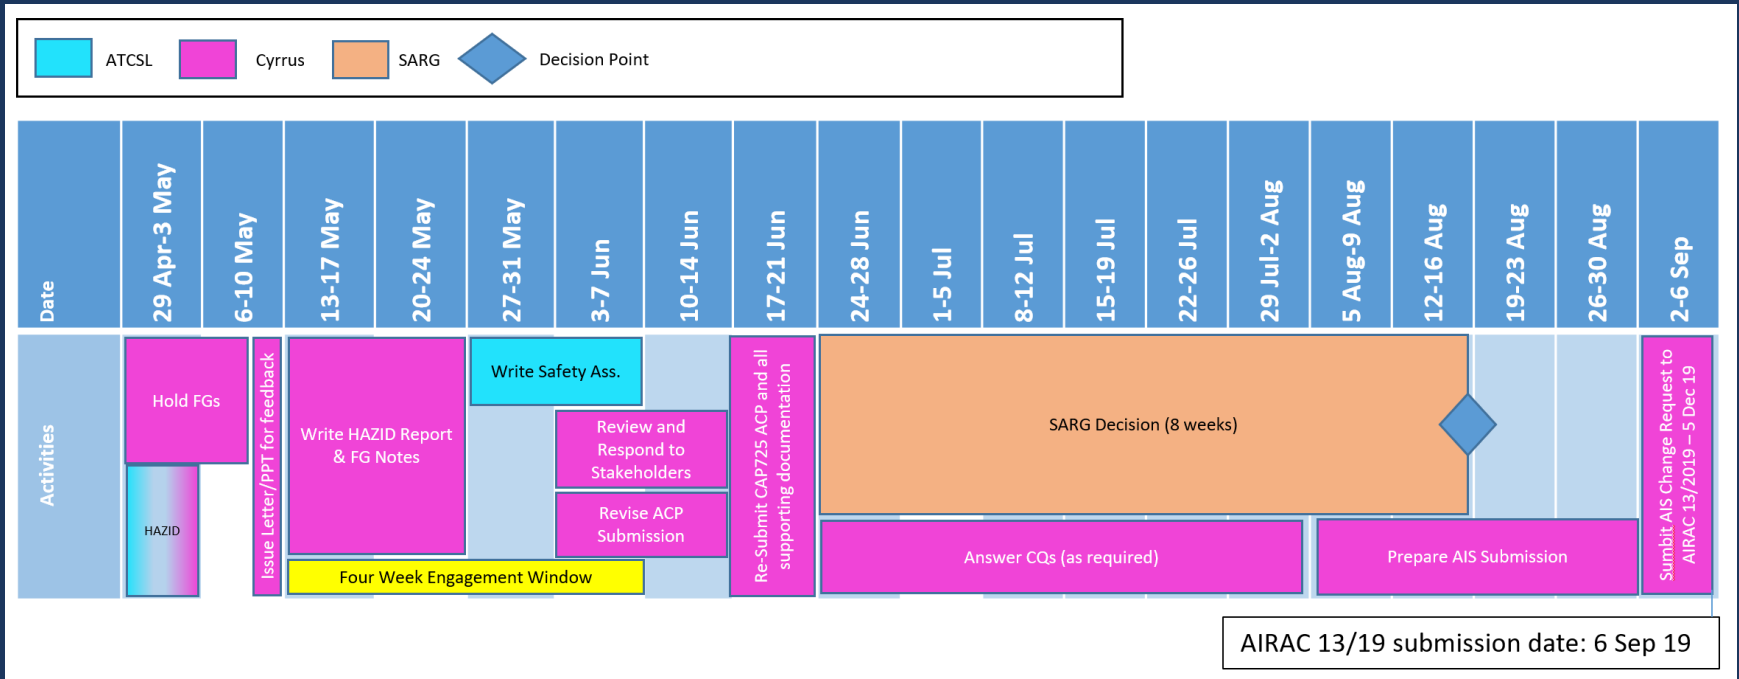 ATCSL
Cyrrus
SARG
Decision Point
Date
29 Apr-3 May
6-10 May
13-17 May
20-24 May
27-31 May
3-7 Jun
10-14 Jun
17-21 Jun
24-28 Jun
1-5 Jul
8-12 Jul
15-19 Jul
22-26 Jul
29 Jul-2 Aug
5 Aug-9 Aug
12-16 Aug
19-23 Aug
26-30 Aug
2-6 Sep
Activities
Hold FGs
HAZID
Issue Letter/PPT for feedback
Write HAZID Report
& FG Notes
Four Week Engagement Window
Write Safety Ass.
Review and
Respond to
Stakeholders
Revise ACP
Submission
Re-Submit CAP725 ACP and all
supporting documentation
SARG Decision (8 weeks)
Answer CQs (as required)
Prepare AIS Submission
Sumbit AIS Change Request to
AIRAC 13/2019 – 5 Dec 19
AIRAC 13/19 submission date: 6 Sep 19